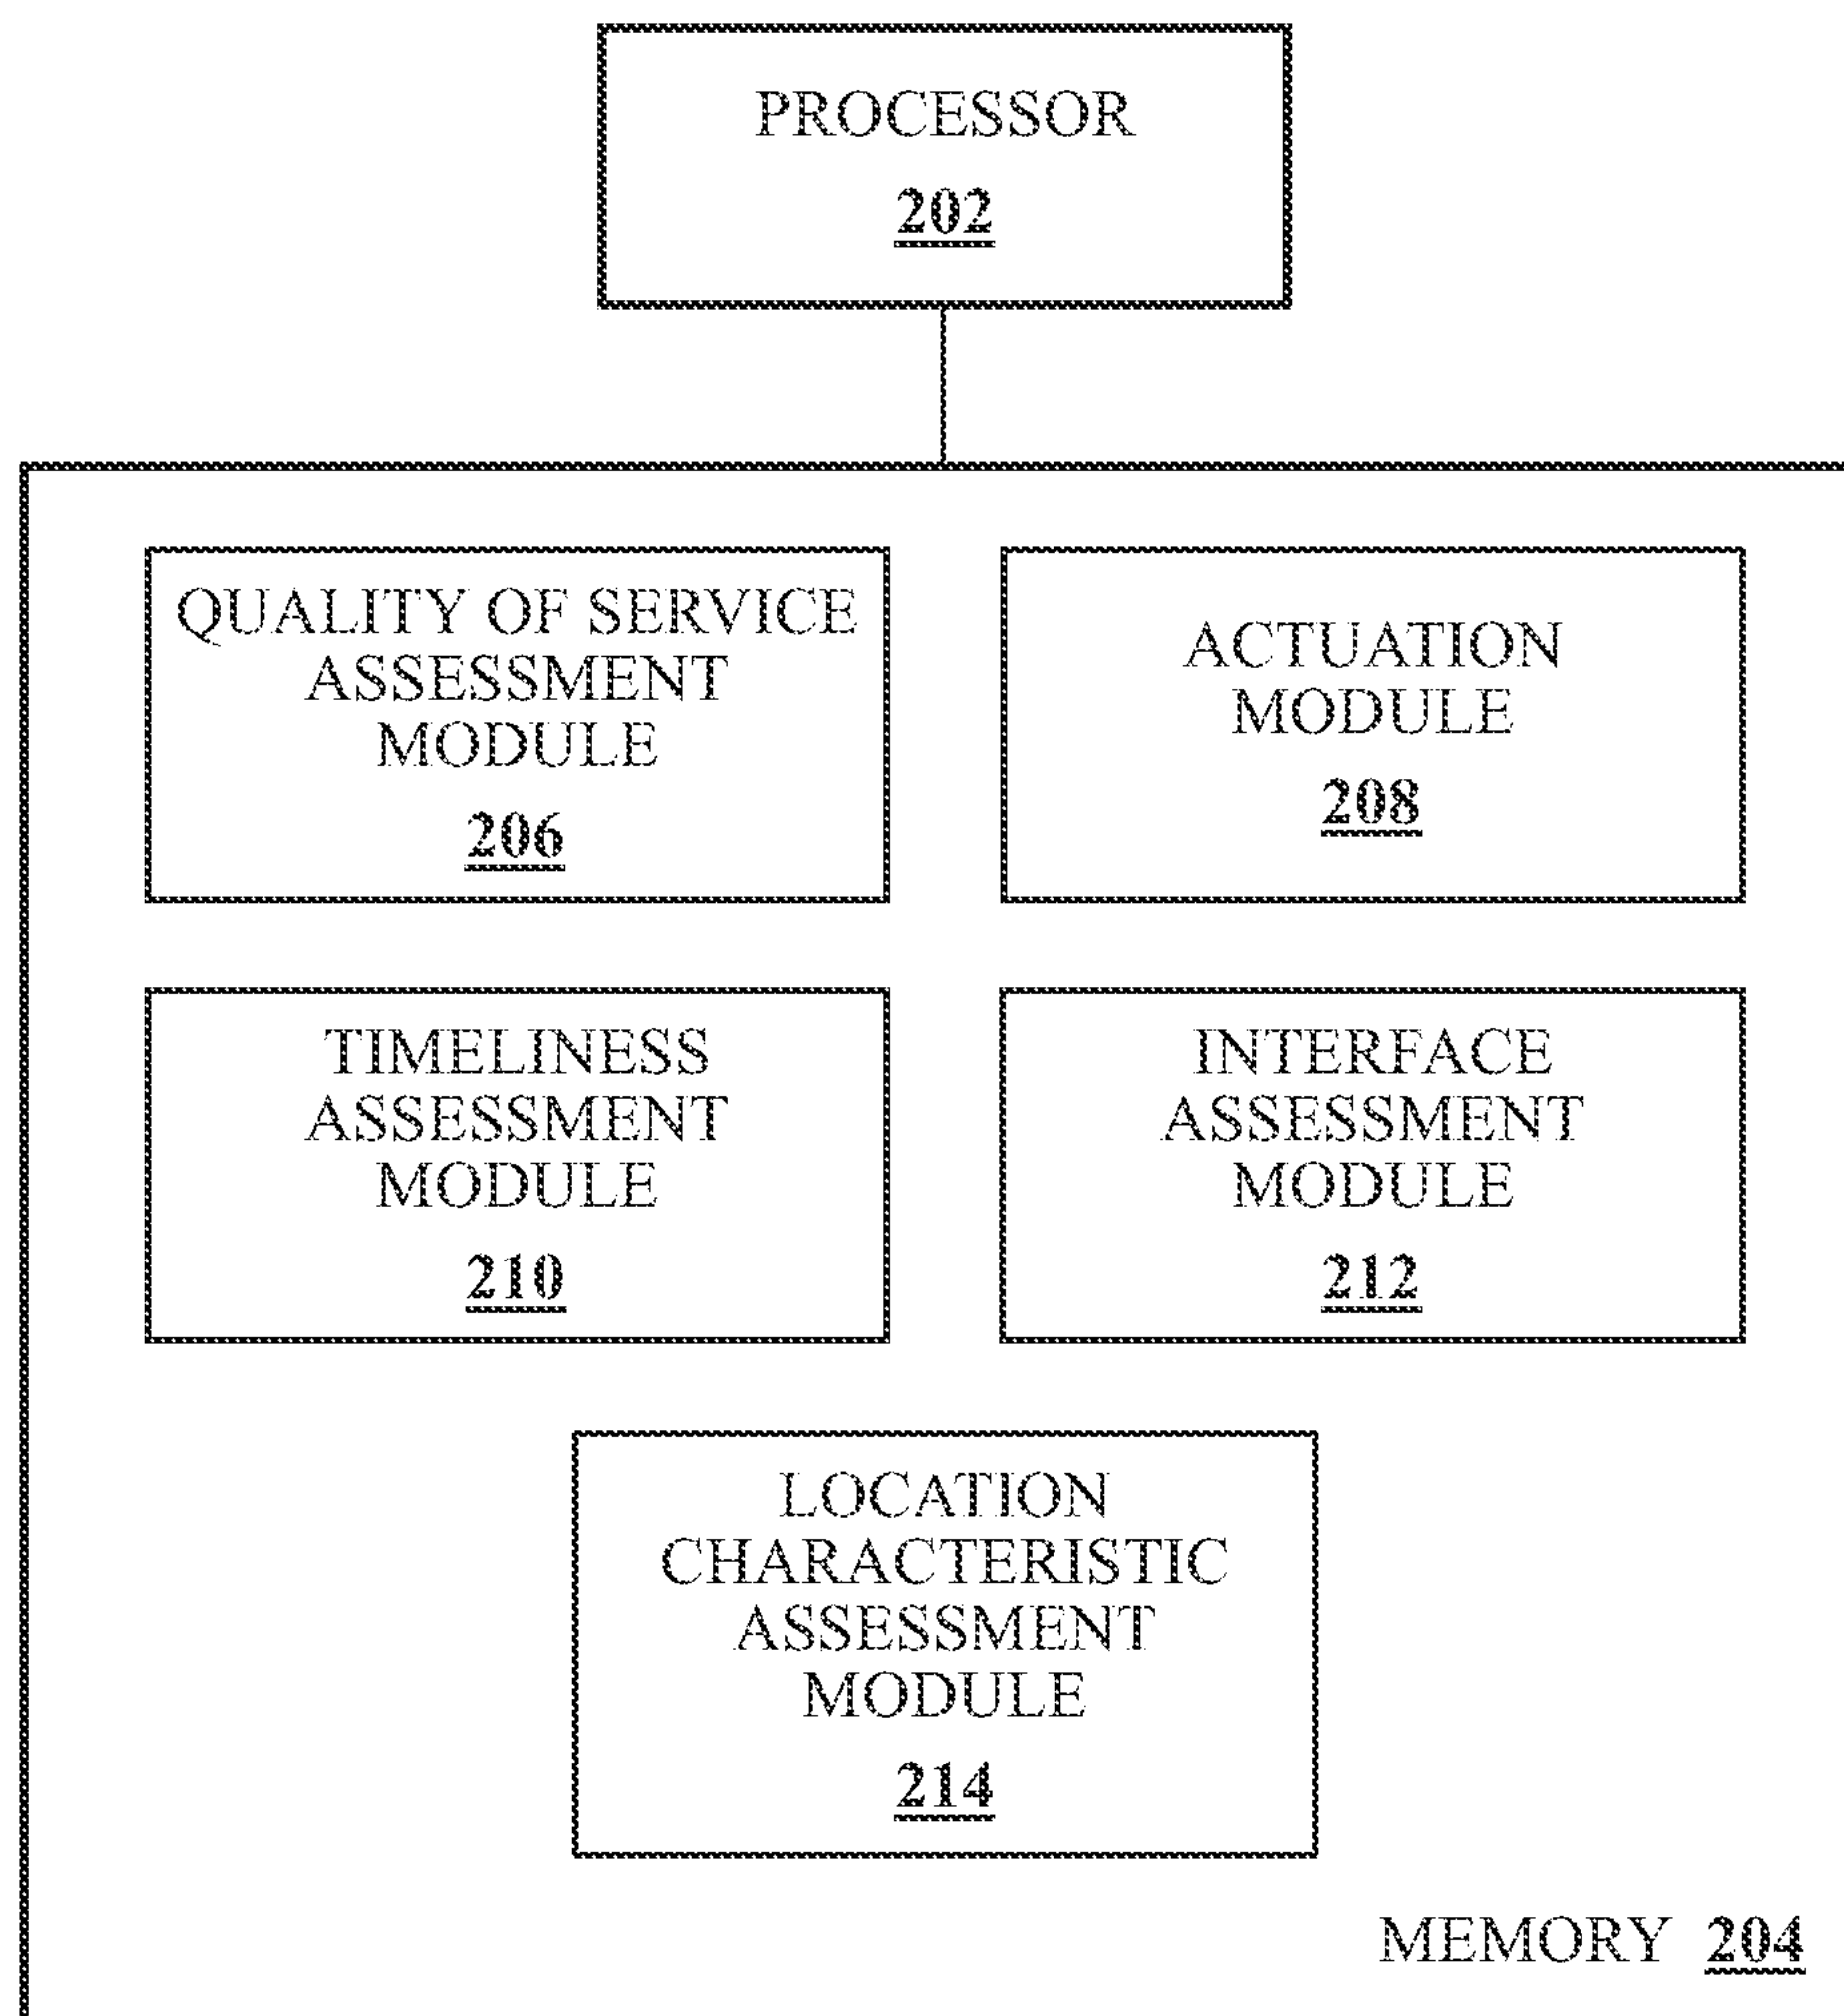 PROCESSOR
202
QUALITY OF SERVICE
ASSESSMENT
MODULE
206
ACTUATION
MODULE
208
TIMELINESS
ASSESSMENT
MODULE
210
INTERFACE
ASSESSMENT
MODULE
212
LOCATION
CHARACTERISTIC
ASSESSMENT
MODULE
214
MEMORY 204